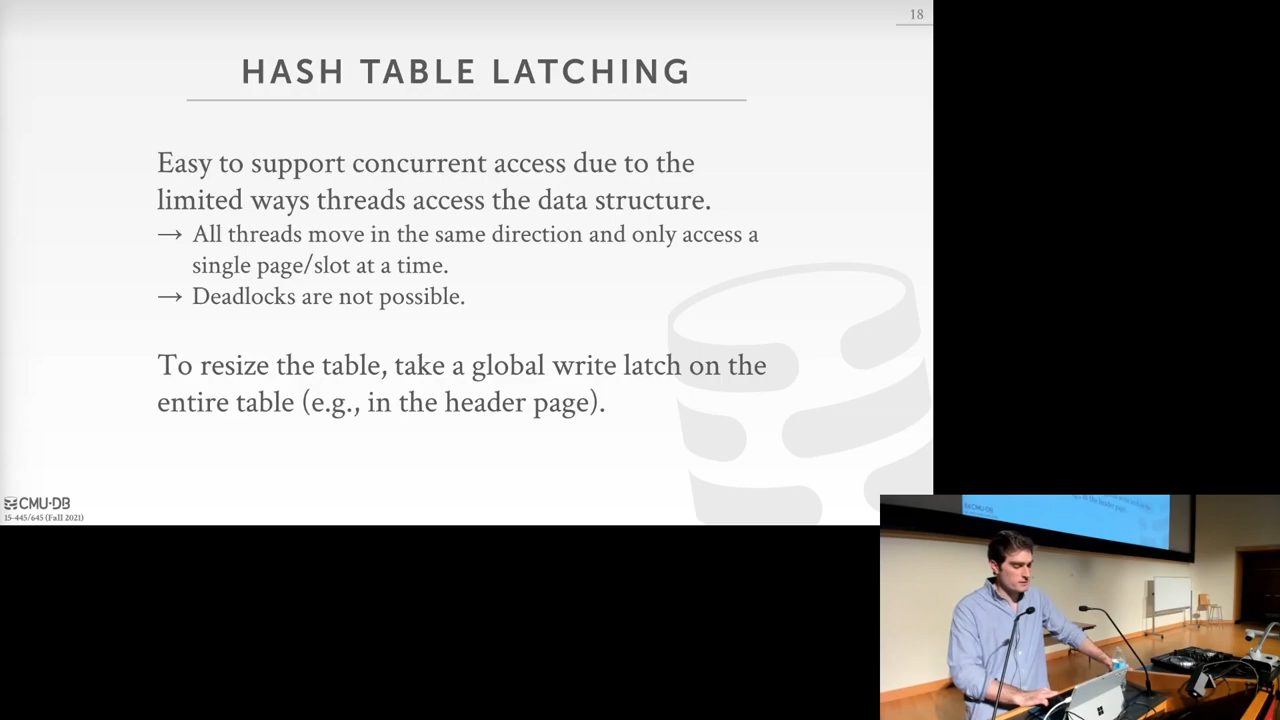 18
HASH TABLE LATCHING
Easy to support concurrent access due to the
limited ways threads access the data structure.
→ All threads move in the same direction and only access a
single page/slot at a time.
→ Deadlocks are not possible.
To resize the table, take a global write latch on the
entire table (e.g., in the header page).
CMU·DB
15-445/645 (Fall 2021)
CMU·DB